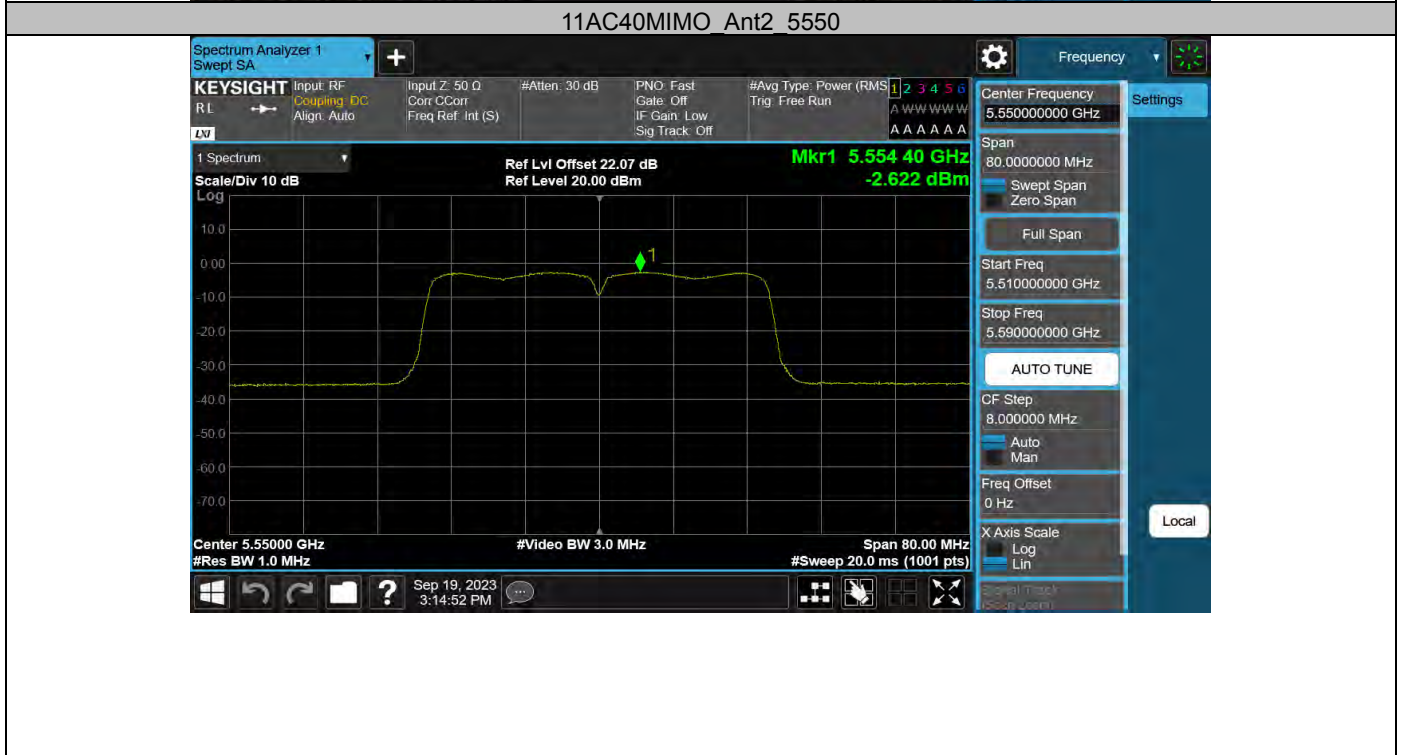 11AC40MIMO_Ant2_5550
Spectrum Analyzer 1
Swept SA
+
Frequency
KEYSIGHT
RL
LXI
Input: RF
Coupling: DC
Align: Auto
Input Z: 50 Ω
Corr CCorr
Freq Ref: Int (S)
#Atten: 30 dB
PNO: Fast
Gate: Off
IF Gain: Low
Sig Track: Off
#Avg Type: Power (RMS
Trig: Free Run
1 2 3 4 5 6
A W W W W W
A A A A A A
1 Spectrum
Scale/Div 10 dB
Log
Ref Lvl Offset 22.07 dB
Ref Level 20.00 dBm
Mkr1 5.554 40 GHz
-2.622 dBm
10.0
0.00
-10.0
-20.0
-30.0
-40.0
-50.0
-60.0
-70.0
1
Center 5.55000 GHz
#Res BW 1.0 MHz
#Video BW 3.0 MHz
Span 80.00 MHz
#Sweep 20.0 ms (1001 pts)
Center Frequency
5.550000000 GHz
Settings
Span
80.0000000 MHz
Swept Span
Zero Span
Full Span
Start Freq
5.510000000 GHz
Stop Freq
5.590000000 GHz
AUTO TUNE
CF Step
8.000000 MHz
Auto
Man
Freq Offset
0 Hz
X Axis Scale
Log
Lin
Signal Track
(Span Zoom)
Local
?
Sep 19, 2023
3:14:52 PM